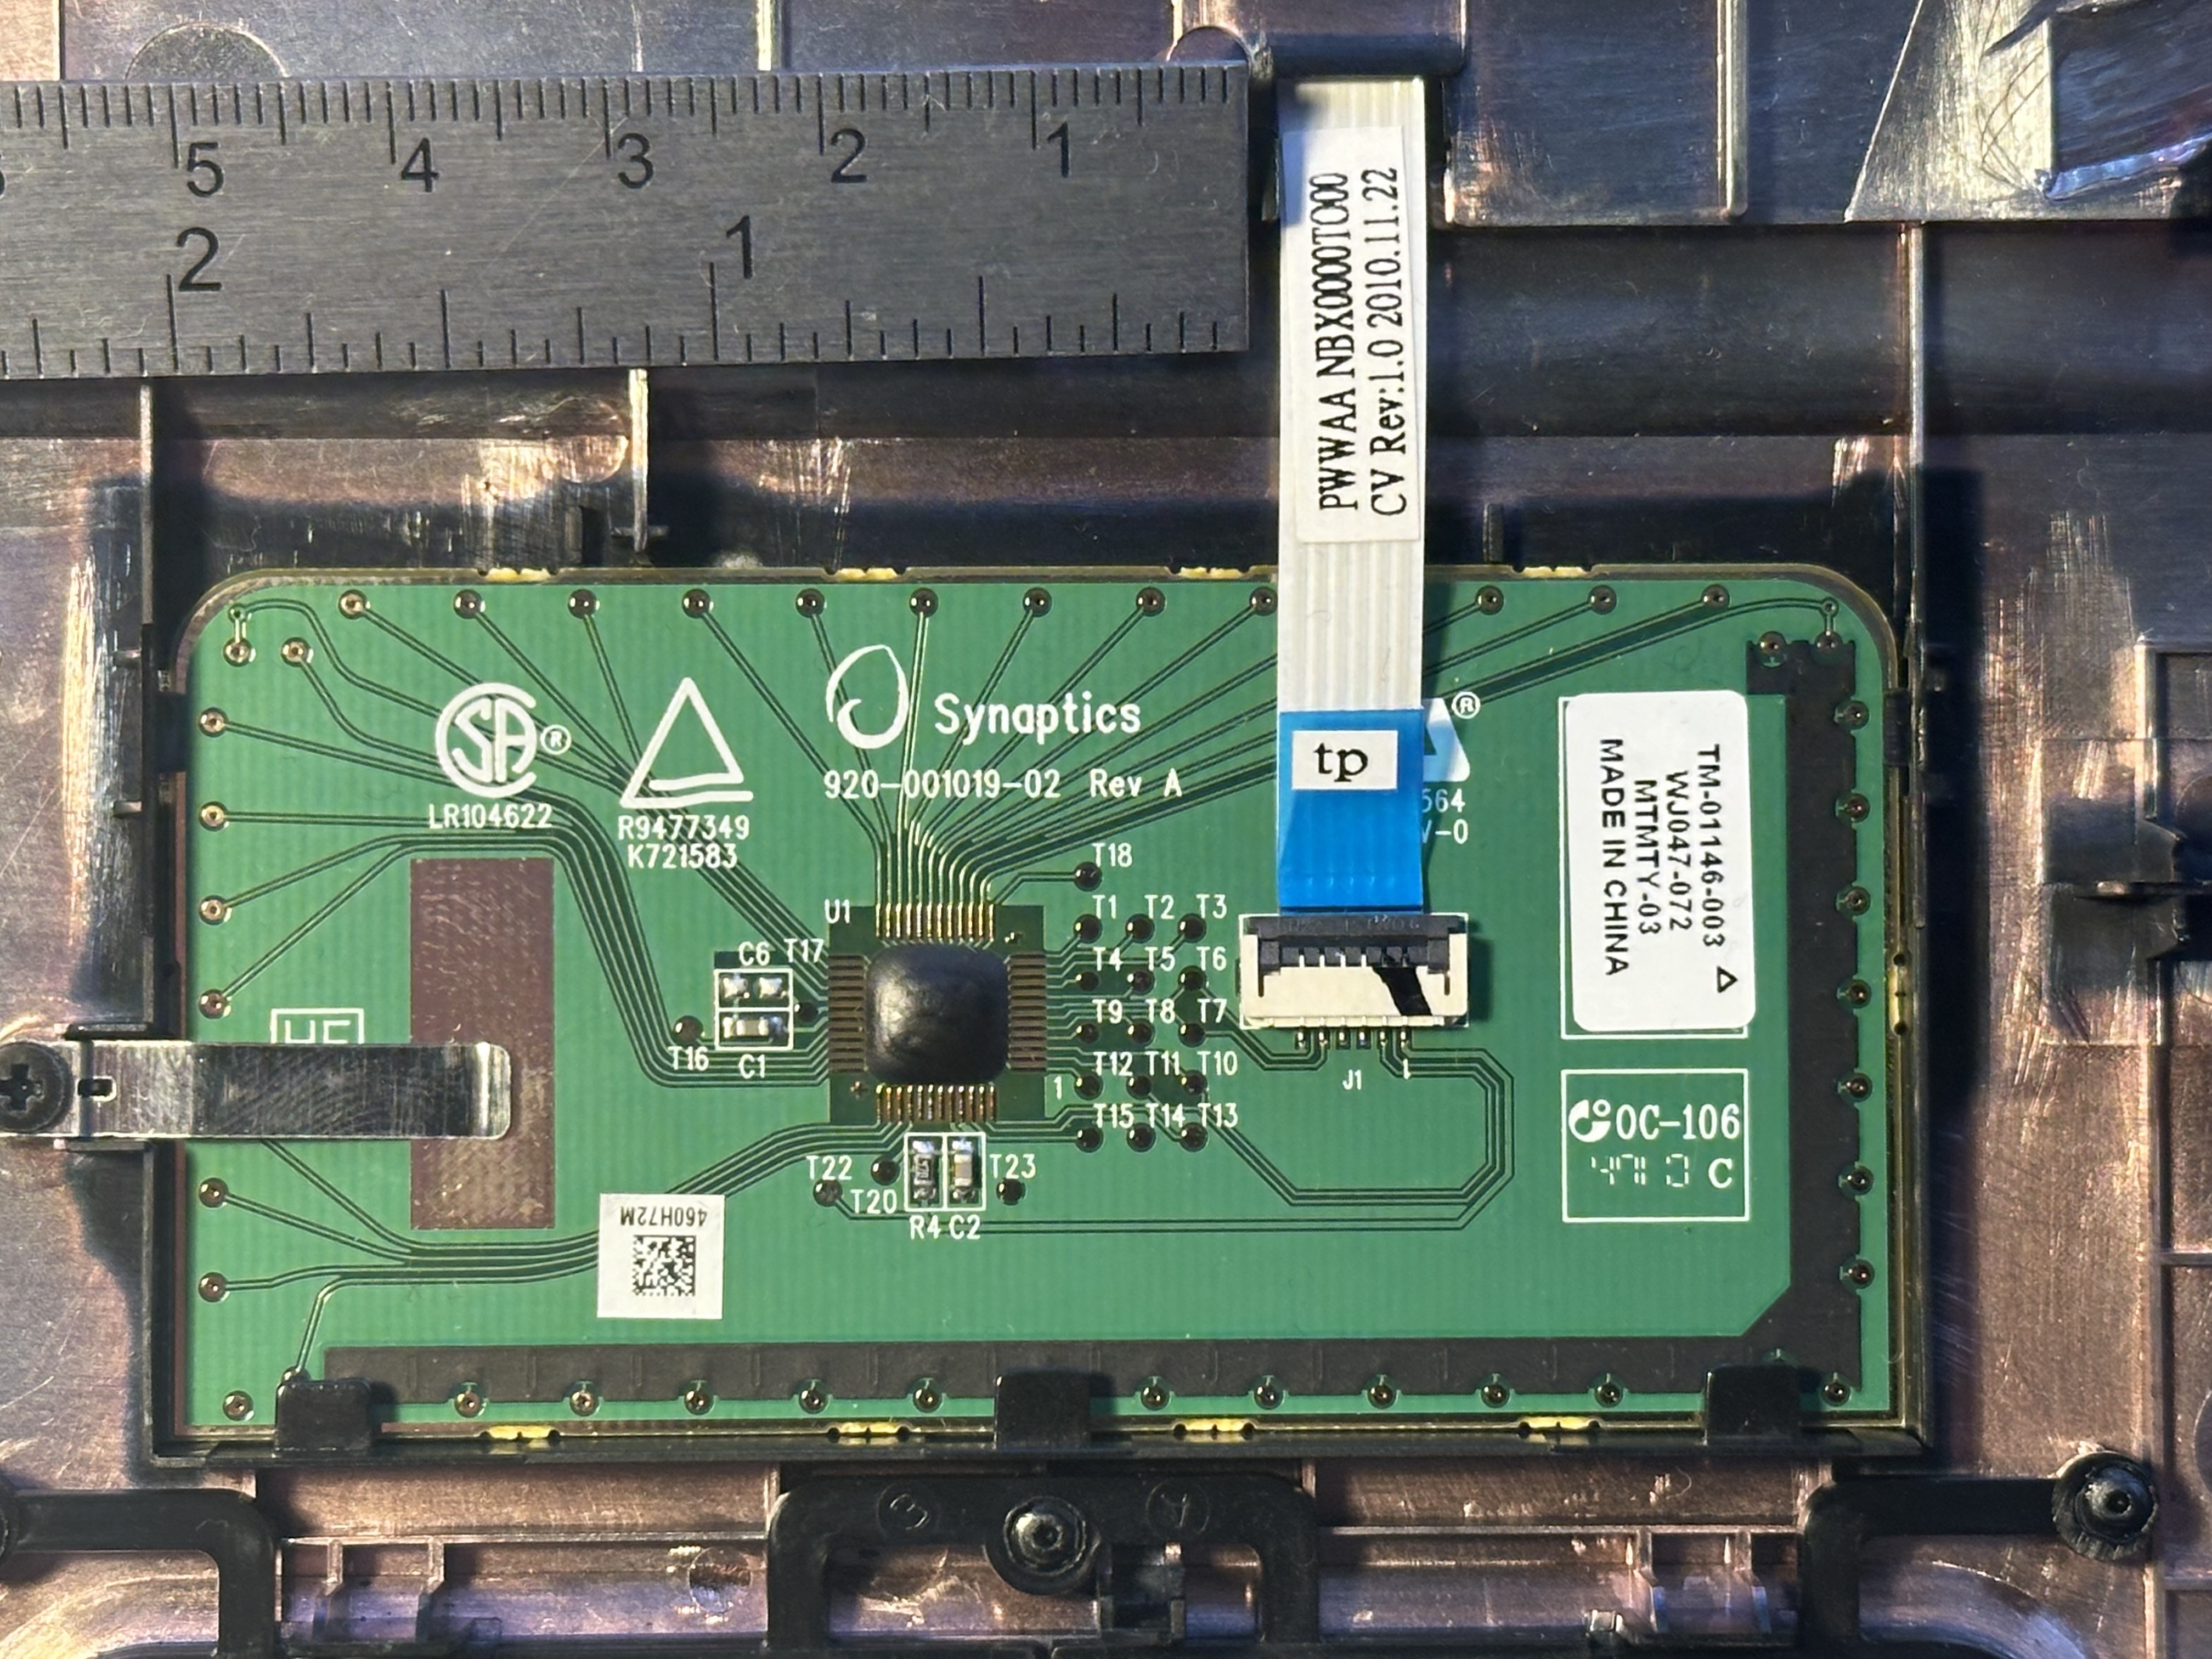 5 4 3 2 1
2 1
PWWAA NBX0000TO00
CV Rev:1.0 2010.11.22
tp
SA ®
LR104622
R9477349
K721583
Synaptics
920-001019-02 Rev A
®
564
V-0
TM-01146-003
WJ047-072
MTMTY-03
MADE IN CHINA
OC-106
4710 C
U1
T18
T1 T2 T3
C6 T17
T4 T5 T6
T9 T8 T7
T16 C1
T12 T11 T10
1
J1
1
T15 T14 T13
T22
T20
T23
R4 C2
460H72M